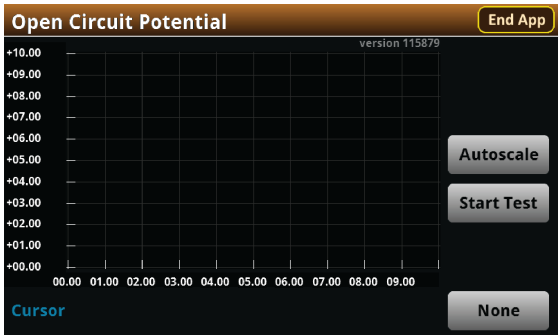 Open Circuit Potential End App
version 115879
+10.00
+09.00
+08.00
+07.00
+06.00
+05.00
+04.00
+03.00
+02.00
+01.00
+00.00
00.00 01.00 02.00 03.00 04.00 05.00 06.00 07.00 08.00 09.00
Autoscale
Start Test
Cursor None